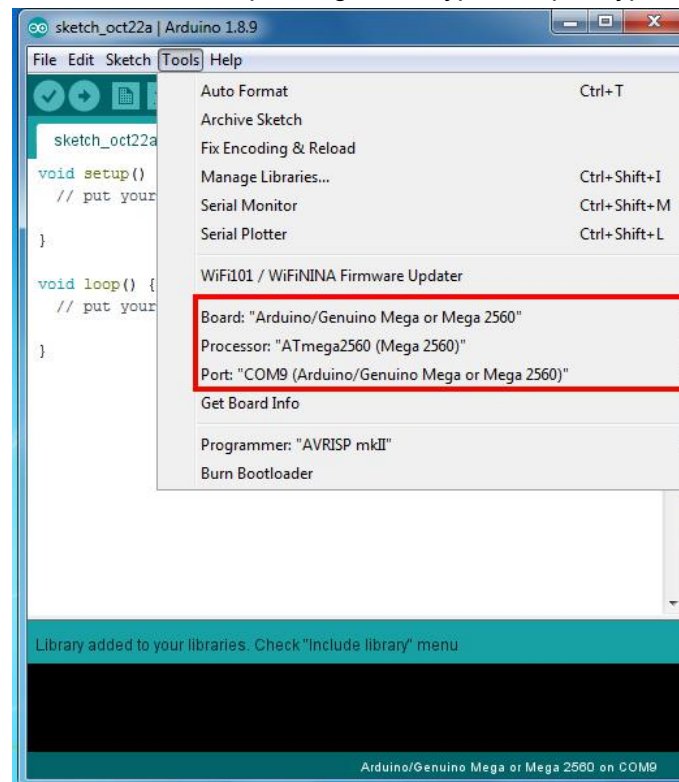 sketch_oct22a | Arduino 1.8.9
File Edit Sketch Tools Help
Auto Format Ctrl+T
Archive Sketch
sketch_oct22a
Fix Encoding & Reload
void setup()
Manage Libraries... Ctrl+Shift+I
// put your
Serial Monitor Ctrl+Shift+M
}
Serial Plotter Ctrl+Shift+L
WiFi101 / WiFiNINA Firmware Updater
void loop() {
// put your
Board: "Arduino/Genuino Mega or Mega 2560"
Processor: "ATmega2560 (Mega 2560)"
}
Port: "COM9 (Arduino/Genuino Mega or Mega 2560)"
Get Board Info
Programmer: "AVRISP mkII"
Burn Bootloader
Library added to your libraries. Check "Include library" menu
Arduino/Genuino Mega or Mega 2560 on COM9